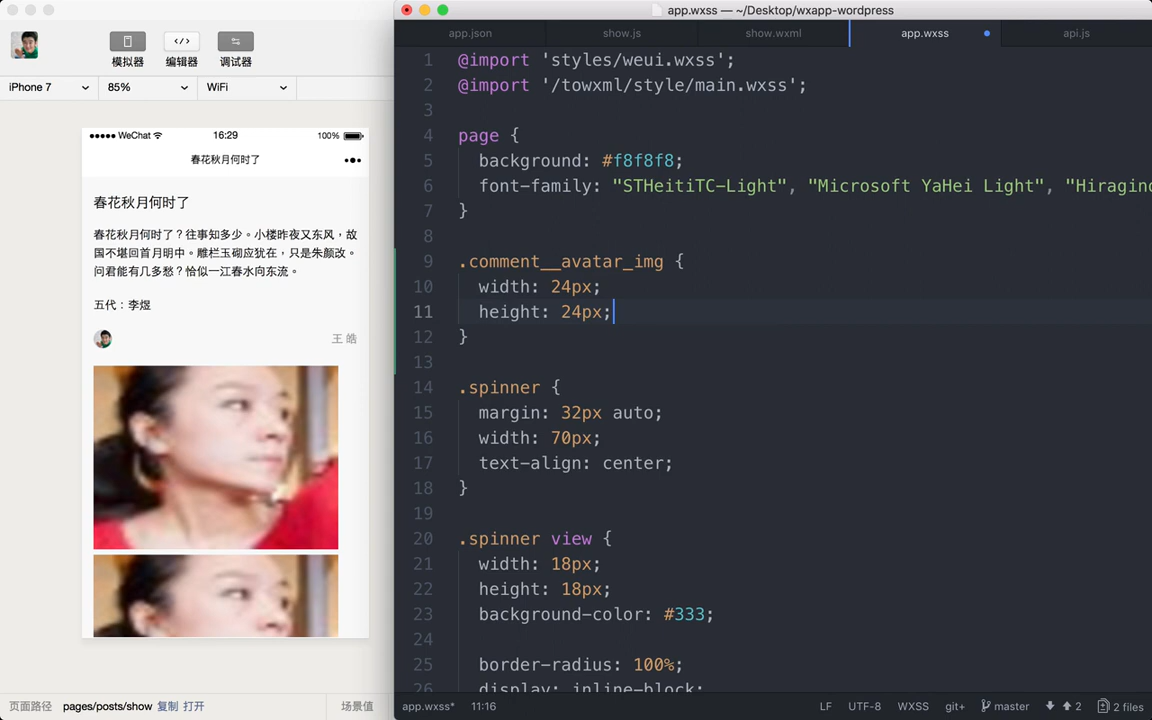 app.wxss — ~/Desktop/wxapp-wordpress
模拟器 编辑器 调试器
iPhone 7 85% WiFi
WeChat 16:29 100%
春花秋月何时了
春花秋月何时了
春花秋月何时了？往事知多少。小楼昨夜又东风，故
国不堪回首月明中。雕栏玉砌应犹在，只是朱颜改。
问君能有几多愁？恰似一江春水向东流。
五代：李煜
王 皓
页面路径 pages/posts/show 复制 打开 场景值
app.json show.js show.wxml app.wxss api.js
1 @import 'styles/weui.wxss';
2 @import '/towxml/style/main.wxss';
3
4 page {
5 background: #f8f8f8;
6 font-family: "STHeitiTC-Light", "Microsoft YaHei Light", "Hiragino
7 }
8
9 .comment__avatar_img {
10 width: 24px;
11 height: 24px;
12 }
13
14 .spinner {
15 margin: 32px auto;
16 width: 70px;
17 text-align: center;
18 }
19
20 .spinner view {
21 width: 18px;
22 height: 18px;
23 background-color: #333;
24
25 border-radius: 100%;
26 display: inline-block;
app.wxss* 11:16 LF UTF-8 WXSS git+ master 2 2 files